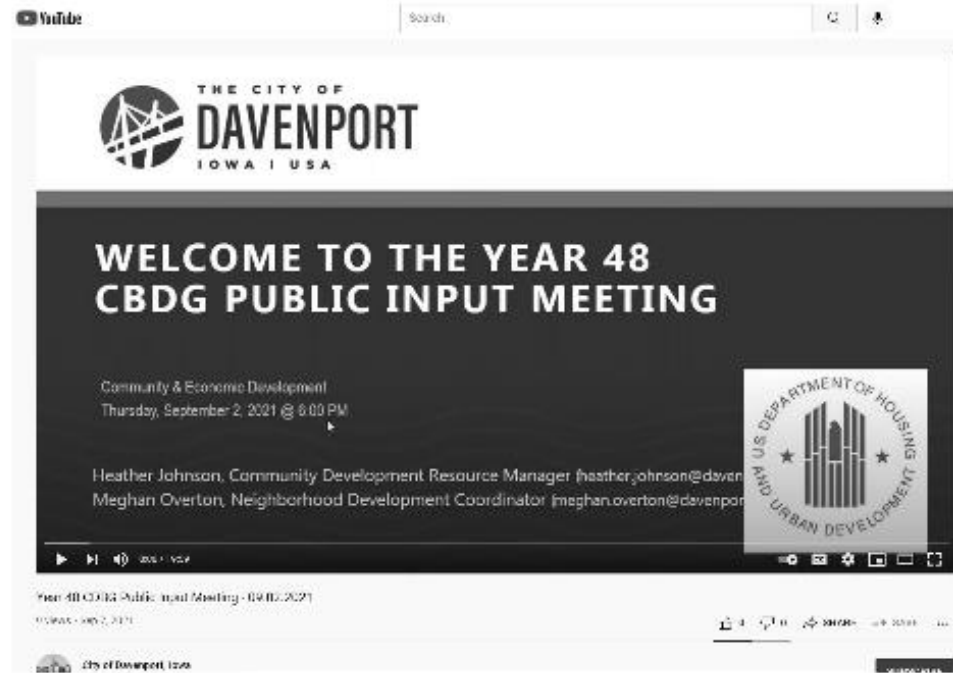 YouTube
Search
THE CITY OF
DAVENPORT
IOWA | USA
WELCOME TO THE YEAR 48
CBDG PUBLIC INPUT MEETING
Community & Economic Development
Thursday, September 2, 2021 @ 6:00 PM
Heather Johnson, Community Development Resource Manager (heather.johnson@daven
Meghan Overton, Neighborhood Development Coordinator (meghan.overton@davenpor
US DEPARTMENT OF HOUSING
AND URBAN DEVELOPMENT
Year 48 CDBG Public Input Meeting - 09.02.2021
SHARE
SAVE
City of Davenport, Iowa